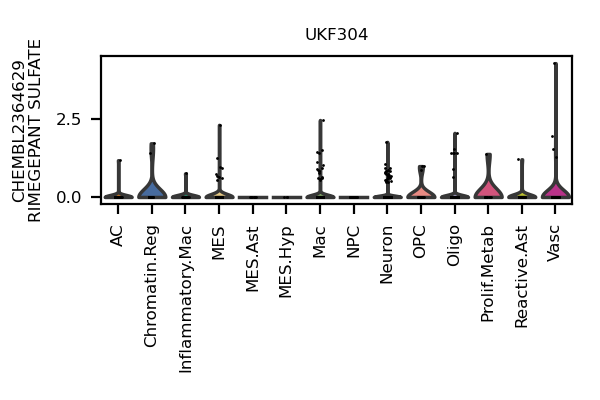 UKF304
CHEMBL2364629
RIMEGEPANT SULFATE
2.5
0.0
AC
Chromatin.Reg
Inflammatory.Mac
MES
MES.Ast
MES.Hyp
Mac
NPC
Neuron
OPC
Oligo
Prolif.Metab
Reactive.Ast
Vasc